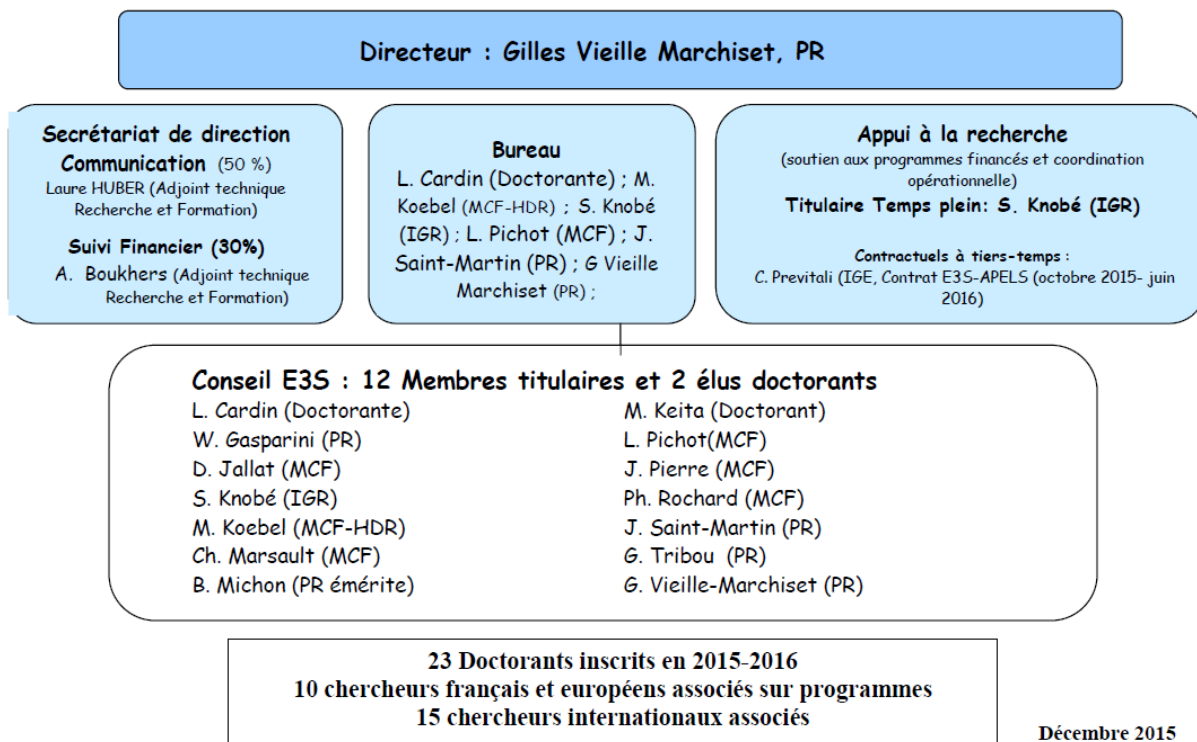 Directeur : Gilles Vieille Marchiset, PR
Secrétariat de direction
Communication (50 %)
Laure HUBER (Adjoint technique
Recherche et Formation)
Suivi Financier (30%)
A. Boukhers (Adjoint technique
Recherche et Formation)
Bureau
L. Cardin (Doctorante) ; M.
Koebel (MCF-HDR) ; S. Knobé
(IGR) ; L. Pichot (MCF) ; J.
Saint-Martin (PR) ; G Vieille
Marchiset (PR) ;
Appui à la recherche
(soutien aux programmes financés et coordination
opérationnelle)
Titulaire Temps plein: S. Knobé (IGR)
Contractuels à tiers-temps :
C. Previtali (IGE, Contrat E3S-APELS (octobre 2015- juin
2016)
Conseil E3S : 12 Membres titulaires et 2 élus doctorants
L. Cardin (Doctorante)
W. Gasparini (PR)
D. Jallat (MCF)
S. Knobé (IGR)
M. Koebel (MCF-HDR)
Ch. Marsault (MCF)
B. Michon (PR émérite)
M. Keita (Doctorant)
L. Pichot(MCF)
J. Pierre (MCF)
Ph. Rochard (MCF)
J. Saint-Martin (PR)
G. Tribou (PR)
G. Vieille-Marchiset (PR)
23 Doctorants inscrits en 2015-2016
10 chercheurs français et européens associés sur programmes
15 chercheurs internationaux associés
Décembre 2015